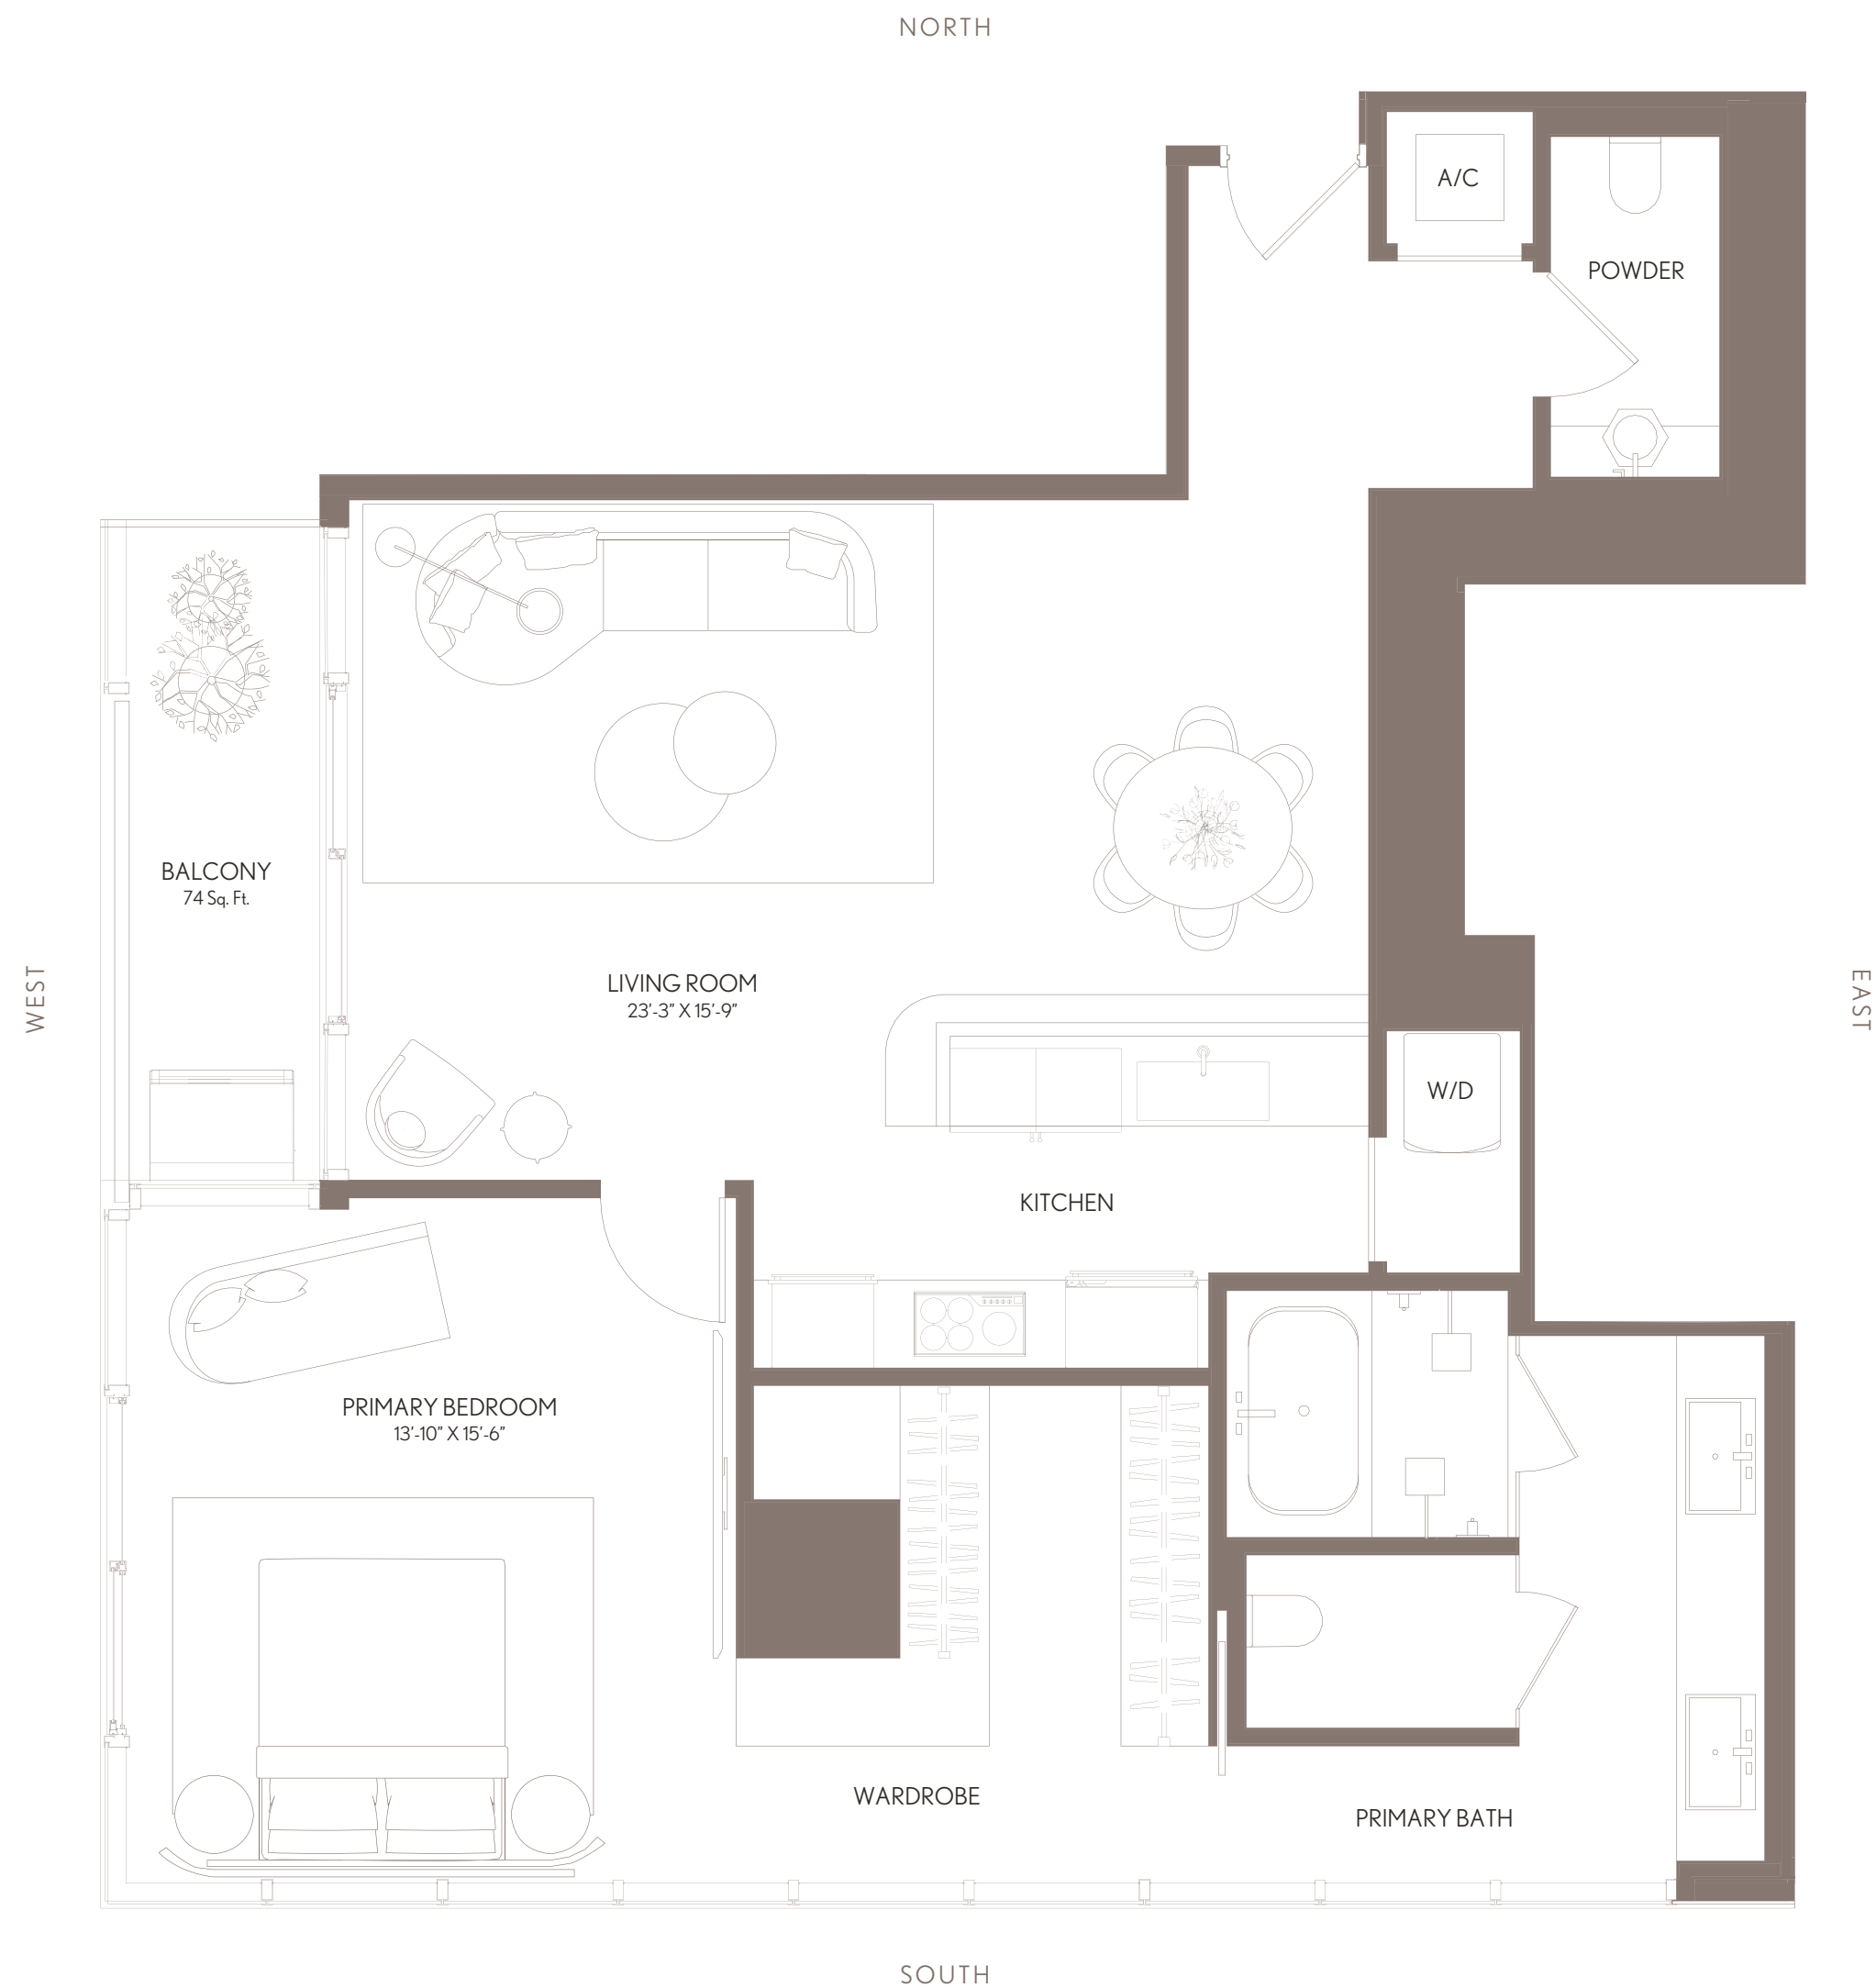 NORTH
A/C
POWDER
BALCONY
74 Sq. Ft.
WEST
EAST
LIVING ROOM
23'-3" X 15'-9"
W/D
KITCHEN
PRIMARY BEDROOM
13'-10" X 15'-6"
WARDROBE
PRIMARY BATH
SOUTH